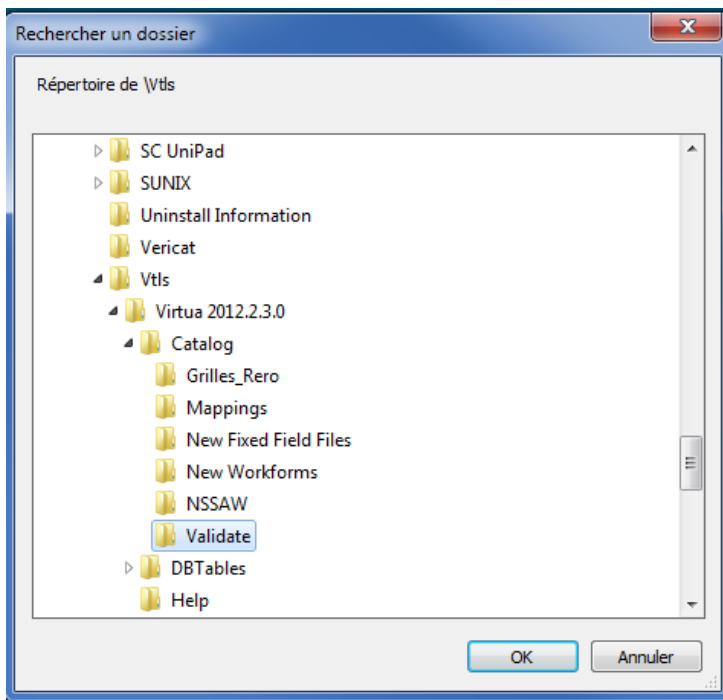 Rechercher un dossier
Répertoire de \Vtls
SC UniPad
SUNIX
Uninstall Information
Vericat
Vtls
Virtua 2012.2.3.0
Catalog
Grilles_Rero
Mappings
New Fixed Field Files
New Workforms
NSSAW
Validate
DBTables
Help
OK Annuler